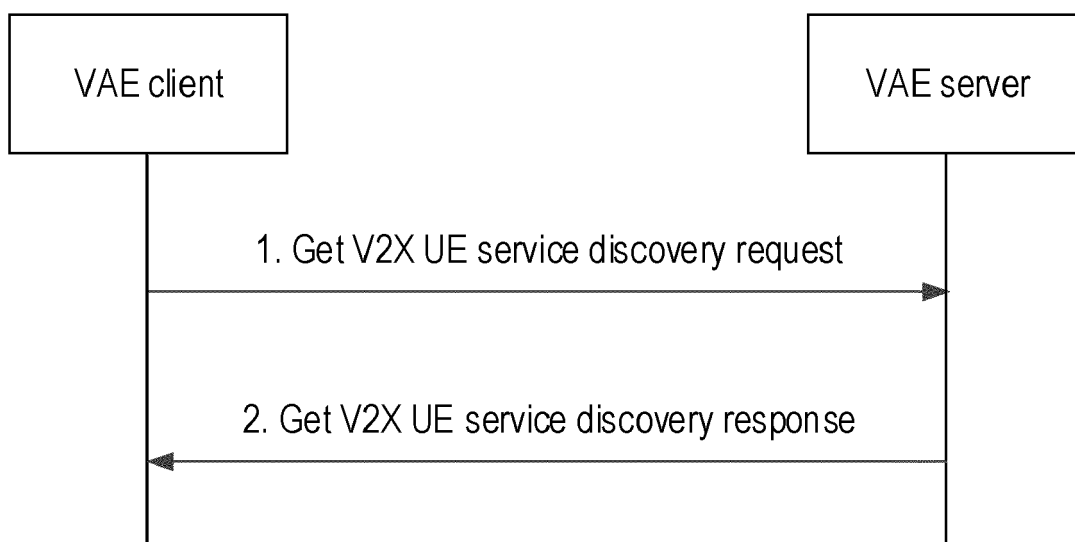 VAE client
VAE server
1. Get V2X UE service discovery request
2. Get V2X UE service discovery response